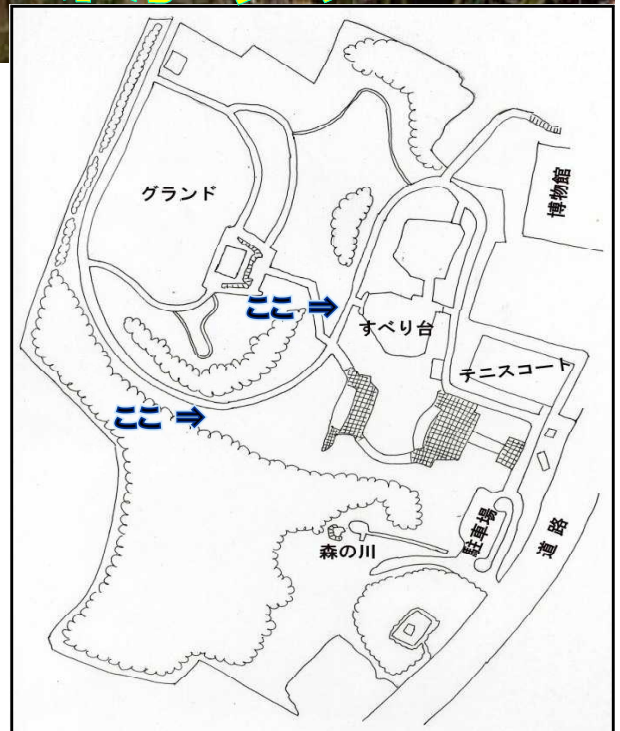 グランド
博物館
ここ ⇒
すべり台
テニスコート
ここ ⇒
駐車場
道路
森の川